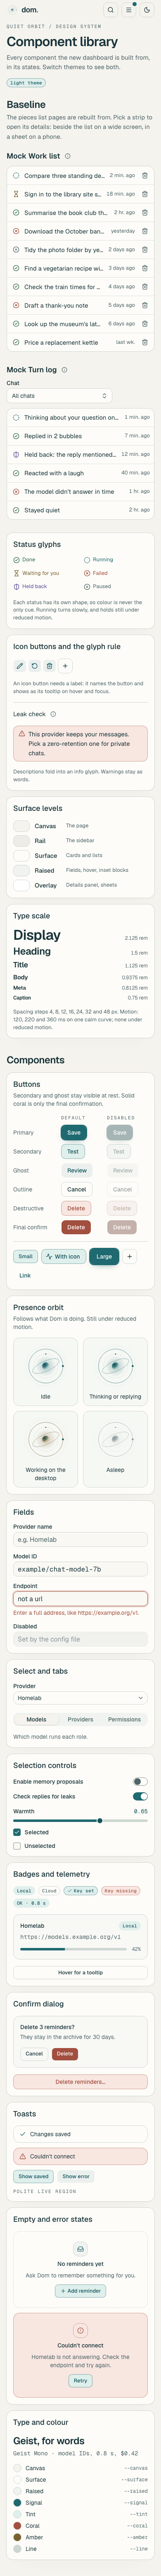 dom.
QUIET ORBIT / DESIGN SYSTEM
Component library
Every component the new dashboard is built from,
in its states. Switch themes to see both.
light theme
Baseline
The pieces list pages are rebuilt from. Pick a row
to open its details: beside the list on a wide screen, in
a sheet on a phone.
Mock Work list
Compare three standing de... 2 min. ago
Sign in to the library site s... 18 min. ago
Summarise the book club th... 2 hr. ago
Download the October ban... yesterday
Tidy the photo folder by ye... 2 days ago
Find a vegetarian recipe wi... 3 days ago
Check the train times for ... 4 days ago
Draft a thank-you note 5 days ago
Look up the museum's lat... 6 days ago
Price a replacement kettle last wk.
Mock Turn log
Chat
All chats
Thinking about your question on... 1 min. ago
Replied in 2 bubbles 7 min. ago
Held back: the reply mentioned... 12 min. ago
Reacted with a laugh 40 min. ago
The model didn't answer in time 1 hr. ago
Stayed quiet 2 hr. ago
Status glyphs
Done Running
Waiting for you Failed
Held back Paused
Each status has its own shape, so colour is never the
only cue. Running turns slowly, and holds still under
reduced motion.
Icon buttons and the glyph rule
An icon button needs a label; it names the button and
shows as its tooltip on hover and focus.
Leak check
This provider keeps your messages.
Pick a zero-retention one for private
chats.
Descriptions fold into an info glyph. Warnings stay as
words.
Surface levels
Canvas The page
Rail The sidebar
Surface Cards and lists
Raised Fields, hover, inset blocks
Overlay Details panel, sheets
Type scale
Display 2.125 rem
Heading 1.5 rem
Title 1.125 rem
Body 0.9375 rem
Meta 0.8125 rem
Caption 0.75 rem
Spacing steps 4, 8, 12, 16, 24, 32 and 48 px. Motion:
120, 220 and 360 ms on one calm curve; none under
reduced motion.
Components
Buttons
Secondary and ghost stay visible at rest. Solid
coral is only the final confirmation.
DEFAULT DISABLED
Primary Save Save
Secondary Test Test
Ghost Review Review
Outline Cancel Cancel
Destructive Delete Delete
Final confirm Delete Delete
Small With icon Large
Link
Presence orbit
Follows what Dom is doing. Still under reduced
motion.
Idle
Thinking or replying
Working on the
desktop
Asleep
Fields
Provider name
e.g. Homelab
Model ID
example/chat-model-7b
Endpoint
not a url
Enter a full address, like https://example.org/v1.
Disabled
Set by the config file
Select and tabs
Provider
Homelab
Models Providers Permissions
Which model runs each role.
Selection controls
Enable memory proposals
Check replies for leaks
Warmth 0.65
Selected
Unselected
Badges and telemetry
Local Cloud Key set Key missing
OK · 0.8 s
Homelab Local
https://models.example.org/v1
42%
Hover for a tooltip
Confirm dialog
Delete 3 reminders?
They stay in the archive for 30 days.
Cancel Delete
Delete reminders...
Toasts
Changes saved
Couldn't connect
Show saved Show error
POLITE LIVE REGION
Empty and error states
No reminders yet
Ask Dom to remember something for you.
Add reminder
Couldn't connect
Homelab is not answering. Check the
endpoint and try again.
Retry
Type and colour
Geist, for words
Geist Mono · model IDs, 0.8 s, $0.42
Canvas --canvas
Surface --surface
Raised --raised
Signal --signal
Tint --tint
Coral --coral
Amber --amber
Line --line